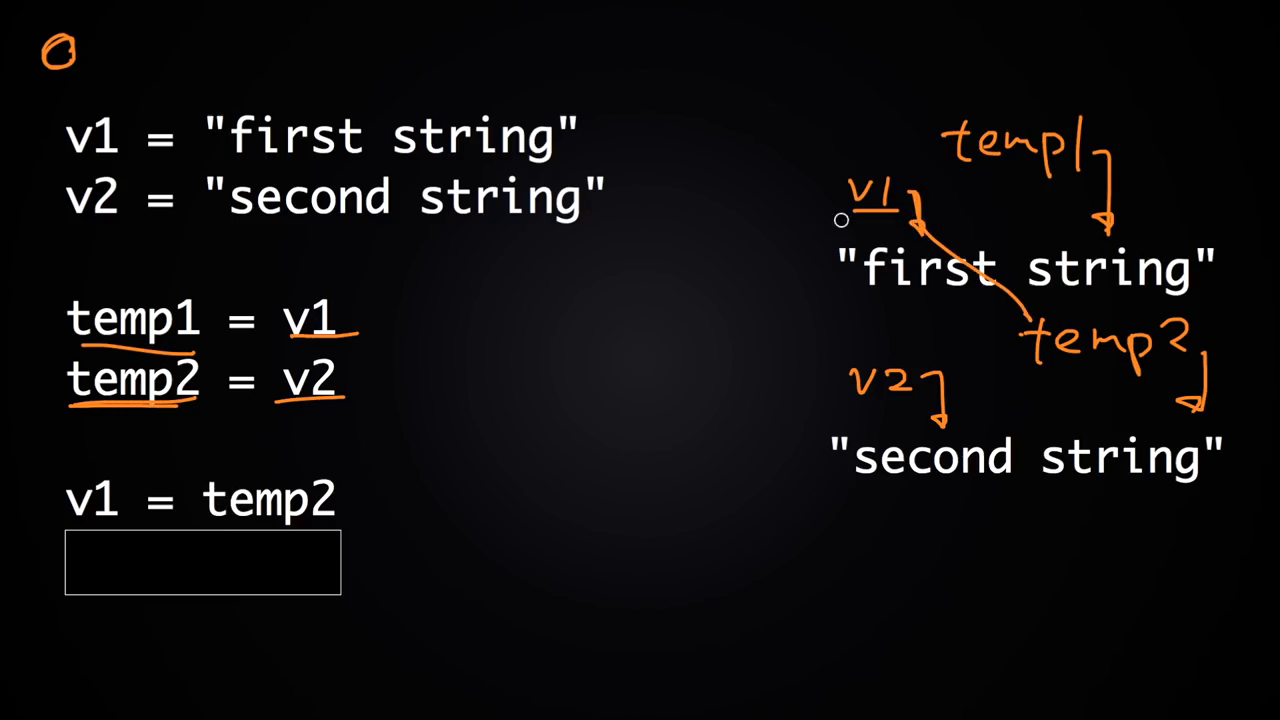 v1 = "first string"
v2 = "second string"
temp1 = v1
temp2 = v2
v1 = temp2
temp1
v1
"first string"
temp2
v2
"second string"